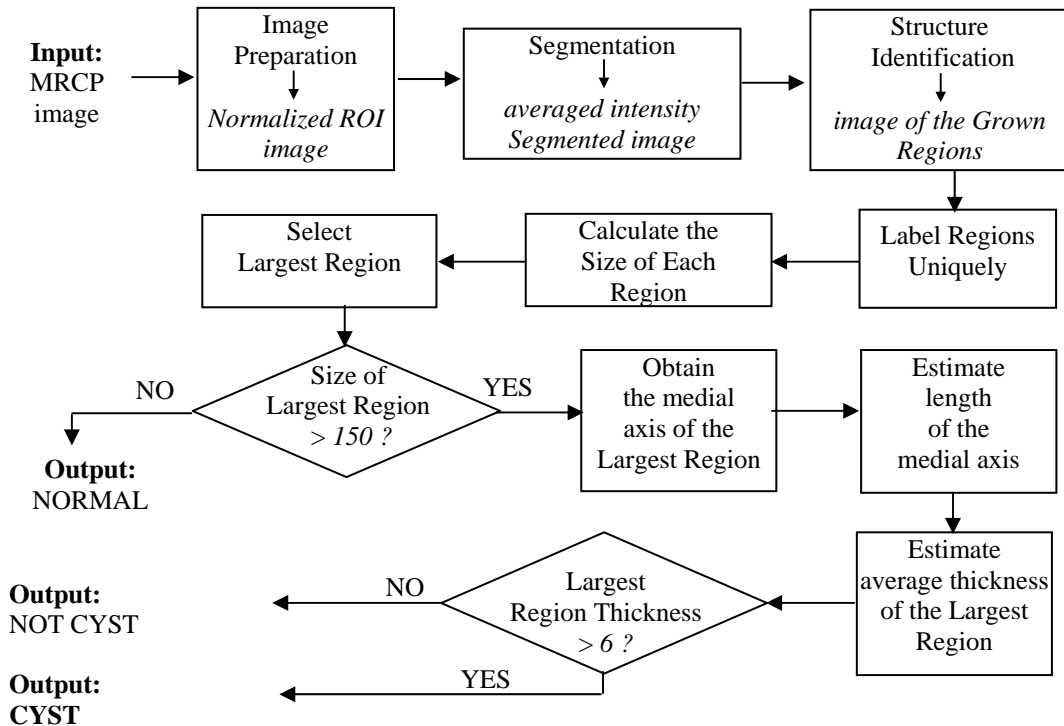 Input:
MRCP
image
Image
Preparation
Normalized ROI
image
Segmentation
averaged intensity
Segmented image
Structure
Identification
image of the Grown
Regions
Label Regions
Uniquely
Calculate the
Size of Each
Region
Select
Largest Region
Size of
Largest Region
> 150 ?
NO
Output:
NORMAL
YES
Obtain
the medial
axis of the
Largest Region
Estimate
length
of the
medial axis
Estimate
average thickness
of the Largest
Region
Largest
Region Thickness
> 6 ?
NO
Output:
NOT CYST
YES
Output:
CYST